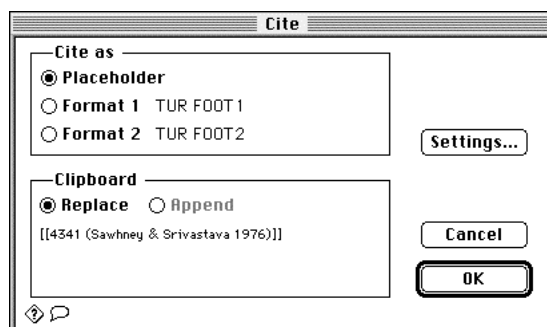 Cite
Cite as
Placeholder
Format 1 TUR FOOT1
Format 2 TUR FOOT2
Settings...
Clipboard
Replace Append
[[4341 (Sawhney & Srivastava 1976)]]
Cancel
OK
?